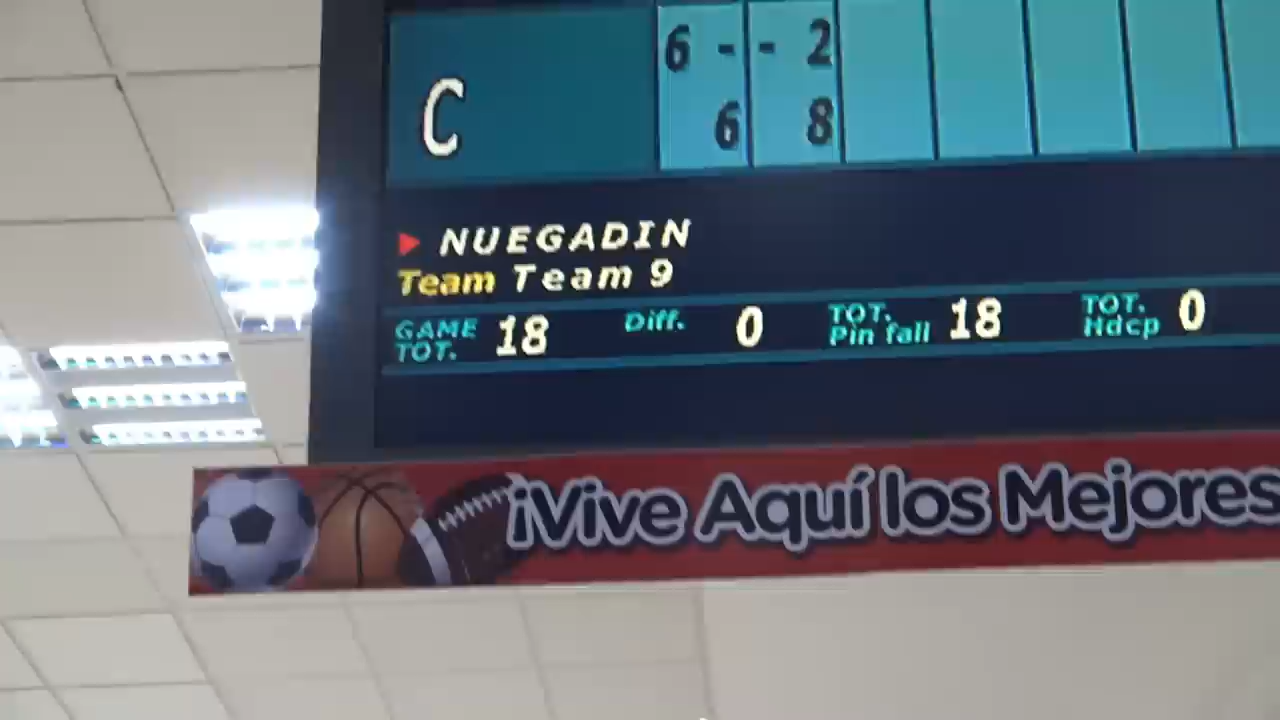 6 - - 2
C 6 8
NUEGADIN
Team Team 9
GAME TOT. 18 Diff. 0 TOT. Pin fall 18 TOT. Hdcp 0
¡Vive Aquí los Mejores